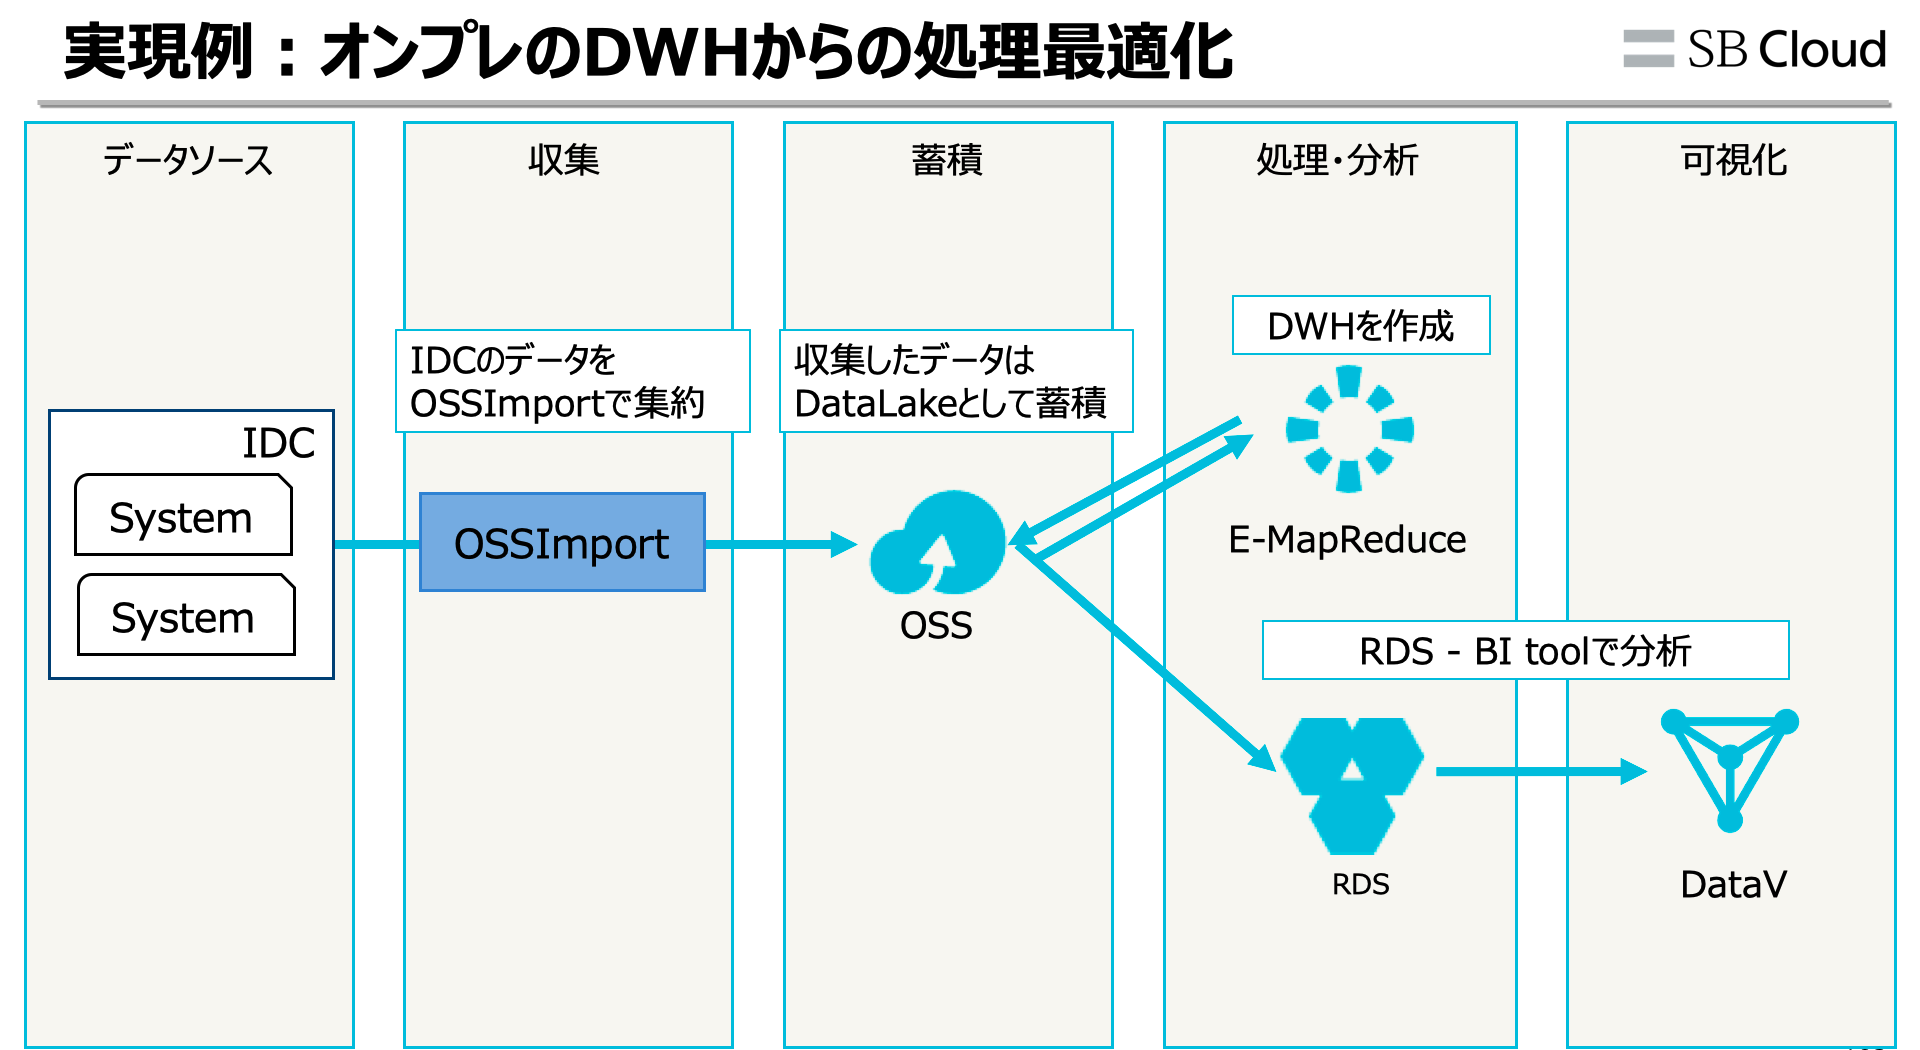 実現例：オンプレのDWHからの処理最適化
SB Cloud
データソース
収集
蓄積
処理・分析
可視化
IDCのデータを
OSSImportで集約
収集したデータは
DataLakeとして蓄積
DWHを作成
IDC
System
System
OSSImport
OSS
E-MapReduce
RDS - BI toolで分析
RDS
DataV